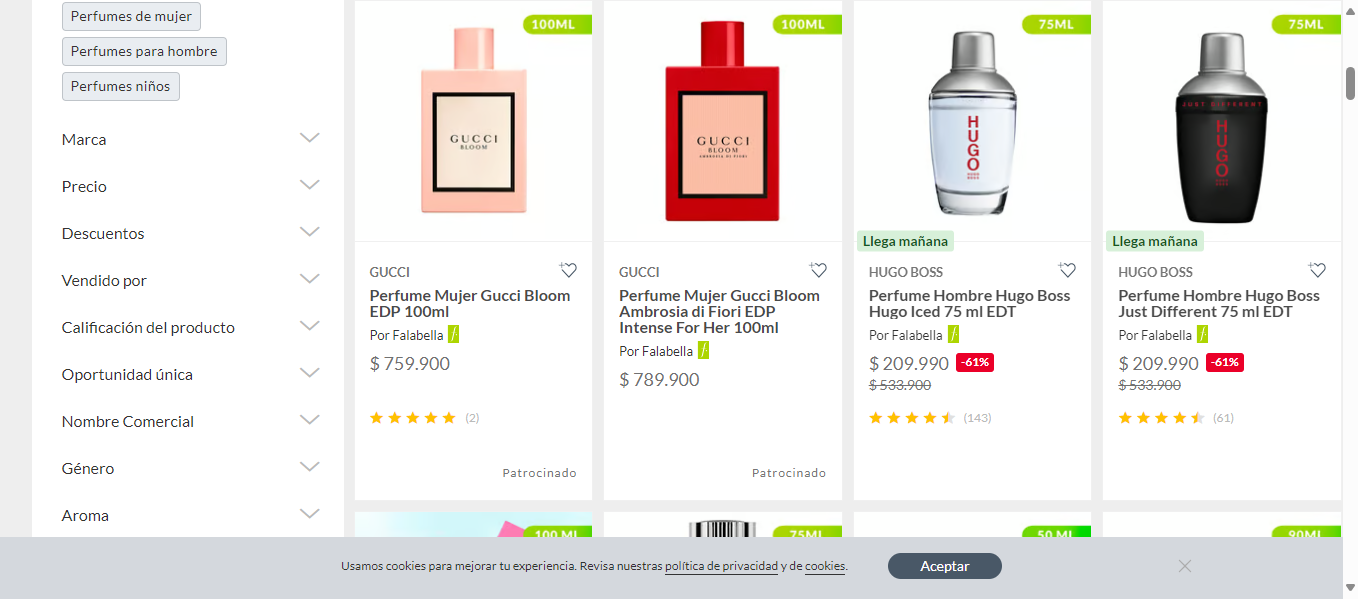 Perfumes de mujer
Perfumes para hombre
Perfumes niños
Marca
Precio
Descuentos
Vendido por
Calificación del producto
Oportunidad única
Nombre Comercial
Género
Aroma
100ML
GUCCI
BLOOM
GUCCI
Perfume Mujer Gucci Bloom
EDP 100ml
Por Falabella
$ 759.900
(2)
Patrocinado
100ML
GUCCI
BLOOM
AMBROSIA DI FIORI
GUCCI
Perfume Mujer Gucci Bloom
Ambrosia di Fiori EDP
Intense For Her 100ml
Por Falabella
$ 789.900
Patrocinado
75ML
HUGO
HUGO
BOSS
Llega mañana
HUGO BOSS
Perfume Hombre Hugo Boss
Hugo Iced 75 ml EDT
Por Falabella
$ 209.990 -61%
$ 533.900
(143)
75ML
JUST DIFFERENT
HUGO
HUGO
BOSS
Llega mañana
HUGO BOSS
Perfume Hombre Hugo Boss
Just Different 75 ml EDT
Por Falabella
$ 209.990 -61%
$ 533.900
(61)
100 ML
75ML
50 ML
90ML
Usamos cookies para mejorar tu experiencia. Revisa nuestras política de privacidad y de cookies.
Aceptar